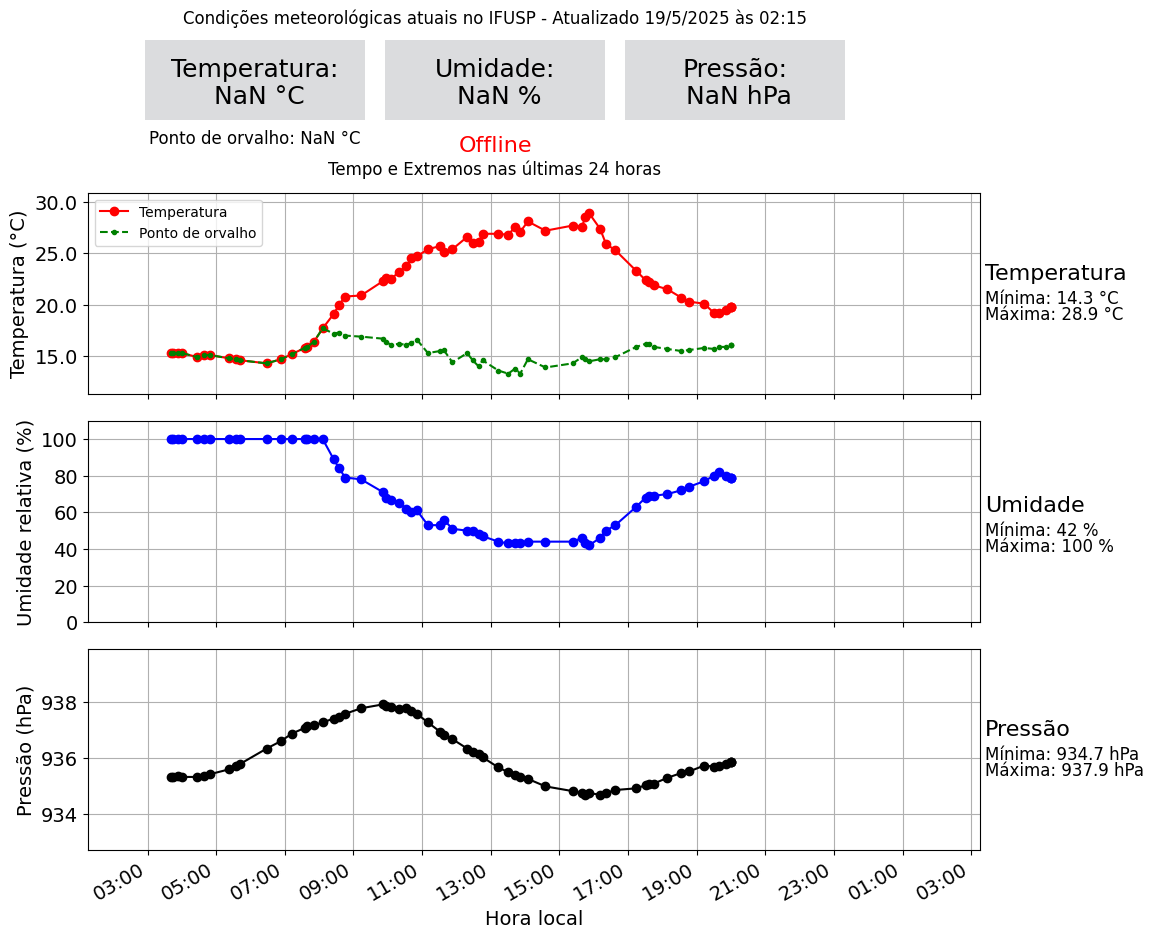 Condições meteorológicas atuais no IFUSP - Atualizado 19/5/2025 às 02:15
Temperatura:
NaN °C
Umidade:
NaN %
Pressão:
NaN hPa
Ponto de orvalho: NaN °C
Offline
Tempo e Extremos nas últimas 24 horas
Temperatura (°C)
30.0
25.0
20.0
15.0
Temperatura
Ponto de orvalho
Temperatura
Mínima: 14.3 °C
Máxima: 28.9 °C
Umidade relativa (%)
100
80
60
40
20
0
Umidade
Mínima: 42 %
Máxima: 100 %
Pressão (hPa)
938
936
934
Pressão
Mínima: 934.7 hPa
Máxima: 937.9 hPa
03:00 05:00 07:00 09:00 11:00 13:00 15:00 17:00 19:00 21:00 23:00 01:00 03:00
Hora local